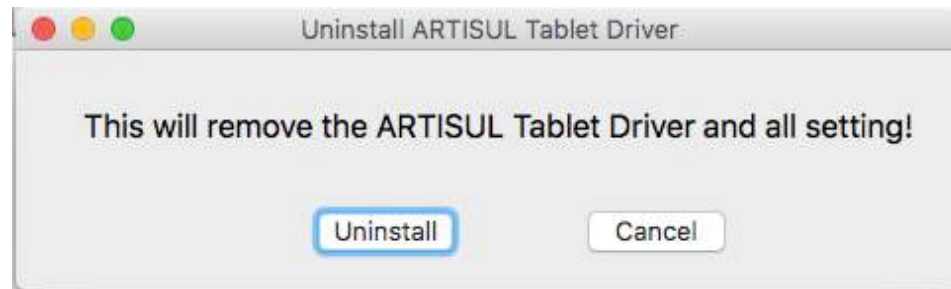 Uninstall ARTISUL Tablet Driver
This will remove the ARTISUL Tablet Driver and all setting!
Uninstall Cancel